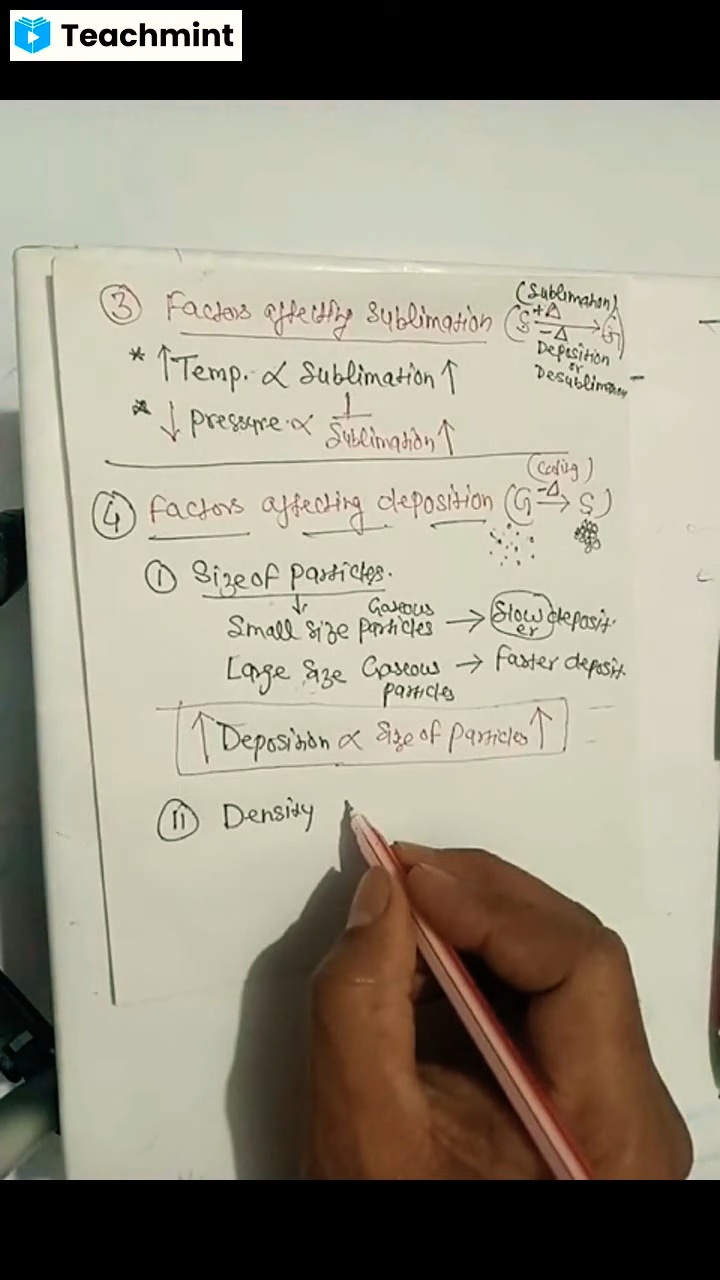 Teachmint
(Sublimation)
③ Factors affecting Sublimation (S +Δ → G)
-Δ
Deposition
or
Desublimation
* ↑ Temp. ∝ Sublimation ↑
* ↓ Pressure ∝ 1
Sublimation ↑
④ Factors affecting deposition (G -Δ → S)
① Size of Particles.
↓
Gaseous
Small Size Particles → Slow deposit.
er
Large Size Gaseous → Faster deposit.
particles
↑ Deposition ∝ Size of Particles ↑
ⅱ Density